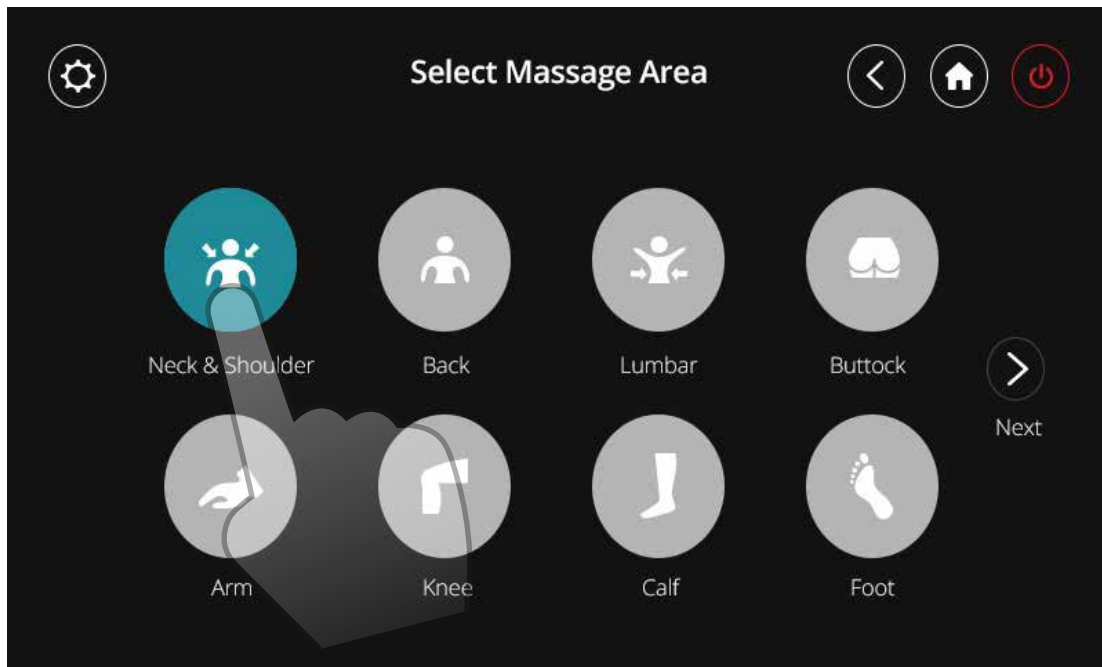 Select Massage Area
Neck & Shoulder
Back
Lumbar
Buttock
Next
Arm
Knee
Calf
Foot